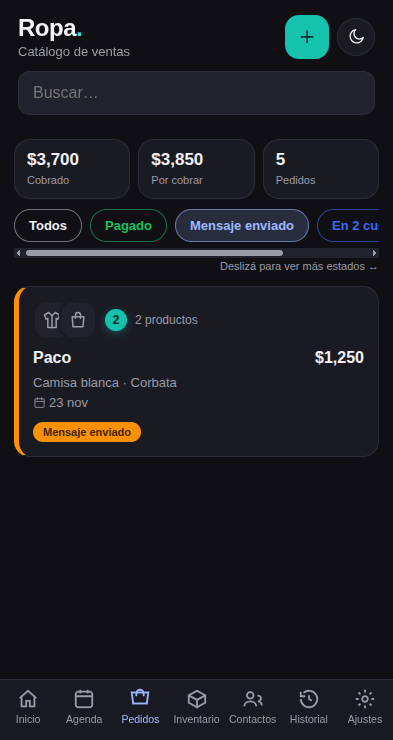 Ropa.
Catálogo de ventas
Buscar…
$3,700
Cobrado
$3,850
Por cobrar
5
Pedidos
Todos
Pagado
Mensaje enviado
En 2 cu
Deslizá para ver más estados ↔
2
2 productos
Paco
$1,250
Camisa blanca · Corbata
23 nov
Mensaje enviado
Inicio
Agenda
Pedidos
Inventario
Contactos
Historial
Ajustes